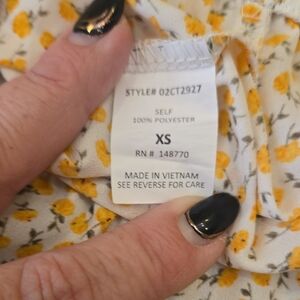 STYLE# 02CT2927
SELF
100% POLYESTER
XS
RN # 148770
MADE IN VIETNAM
SEE REVERSE FOR CARE